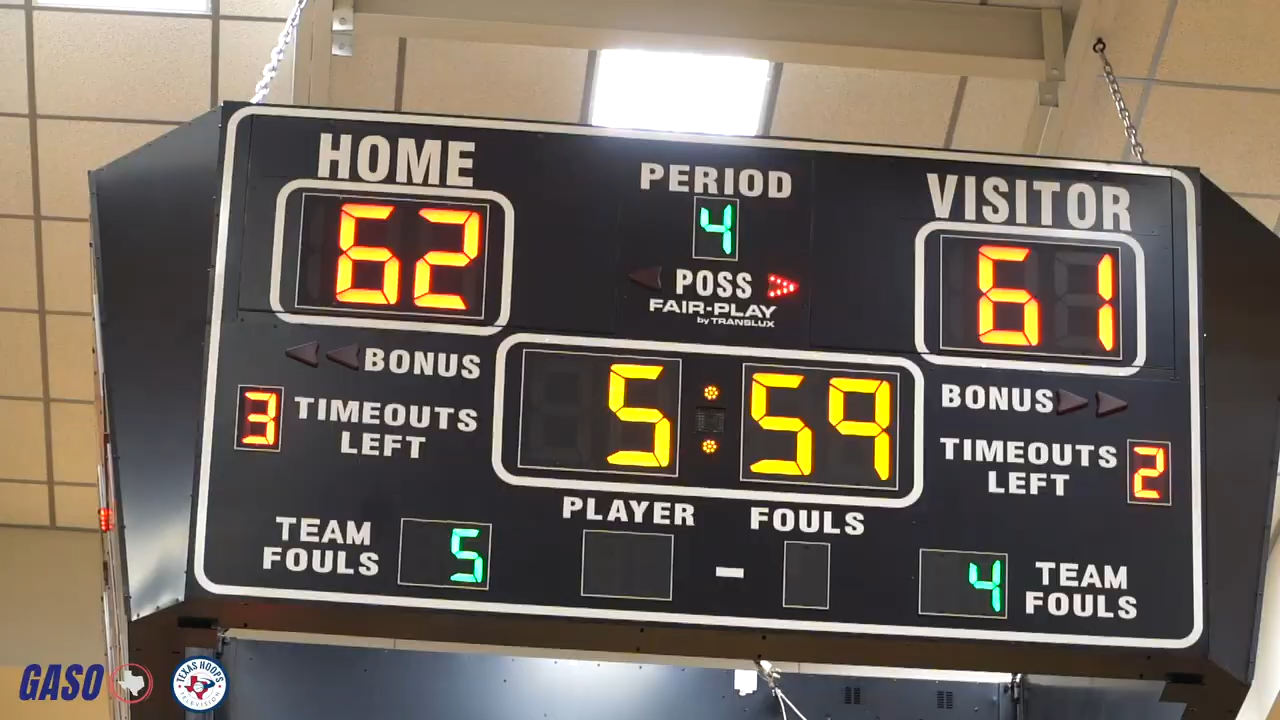 HOME
PERIOD
VISITOR
62
4
61
POSS
FAIR-PLAY
by TRANSLUX
BONUS
5:59
BONUS
3
TIMEOUTS
LEFT
TIMEOUTS
LEFT
2
PLAYER
FOULS
TEAM
FOULS
5
-
4
TEAM
FOULS
GASO
TEXAS HOOPS
TELEVISION